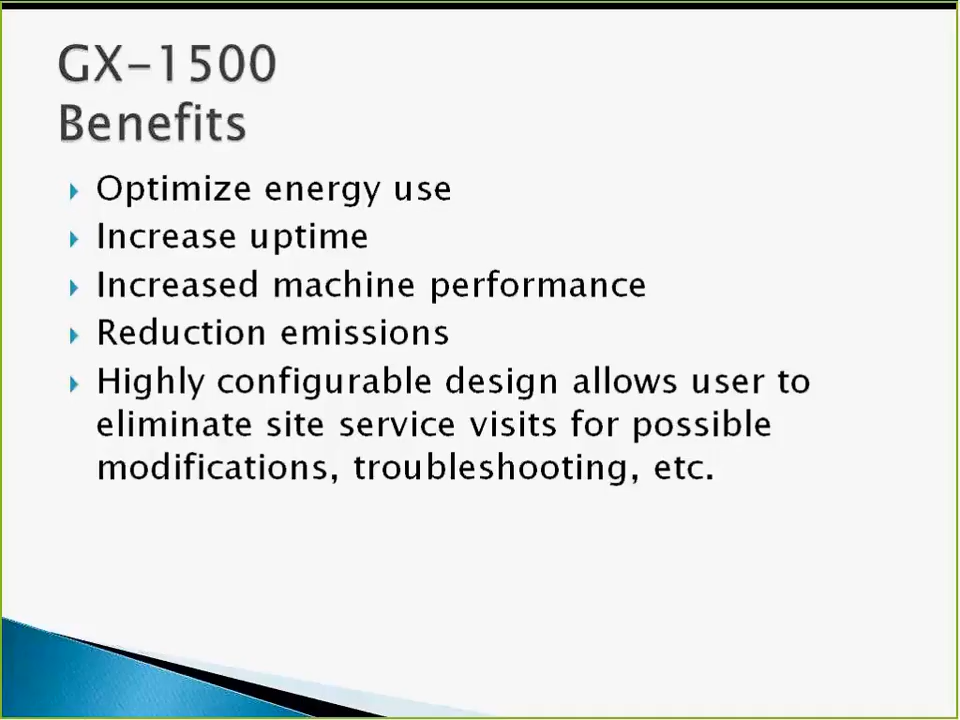 GX-1500
Benefits
Optimize energy use
Increase uptime
Increased machine performance
Reduction emissions
Highly configurable design allows user to
eliminate site service visits for possible
modifications, troubleshooting, etc.